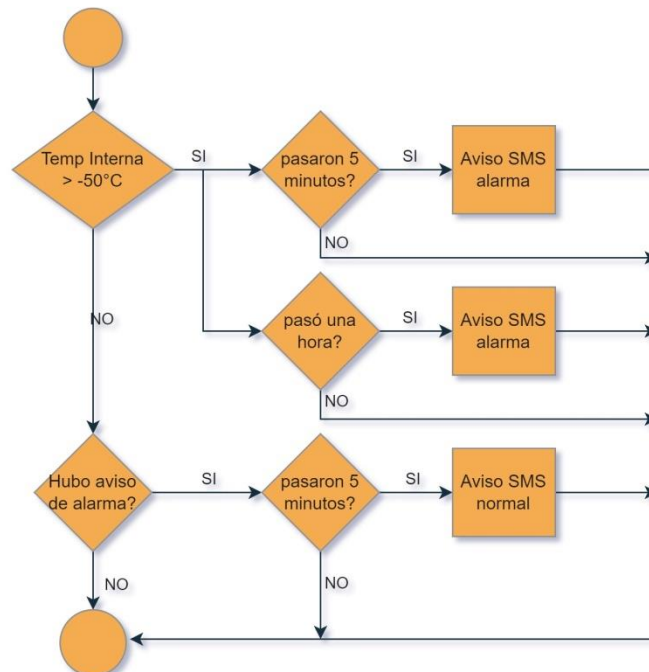 Temp Interna
> -50°C
SI
pasaron 5
minutos?
SI
Aviso SMS
alarma
NO
NO
pasó una
hora?
SI
Aviso SMS
alarma
NO
Hubo aviso
de alarma?
SI
pasaron 5
minutos?
SI
Aviso SMS
normal
NO
NO